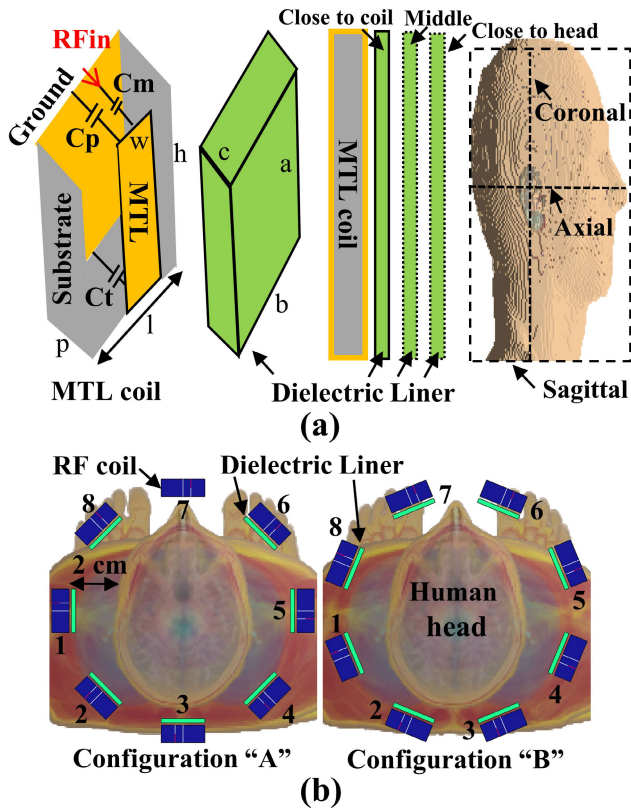 RFin
Close to coil
Middle
Close to head
Ground
Cm
Cp
w
h
MTL
Substrate
Ct
p
l
MTL coil
c
a
b
MTL coil
Dielectric Liner
Coronal
Axial
Sagittal
(a)
RF coil
Dielectric Liner
8
7
6
2 cm
1
5
2
3
4
Configuration “A”
7
6
8
5
Human
head
1
4
2
3
Configuration “B”
(b)